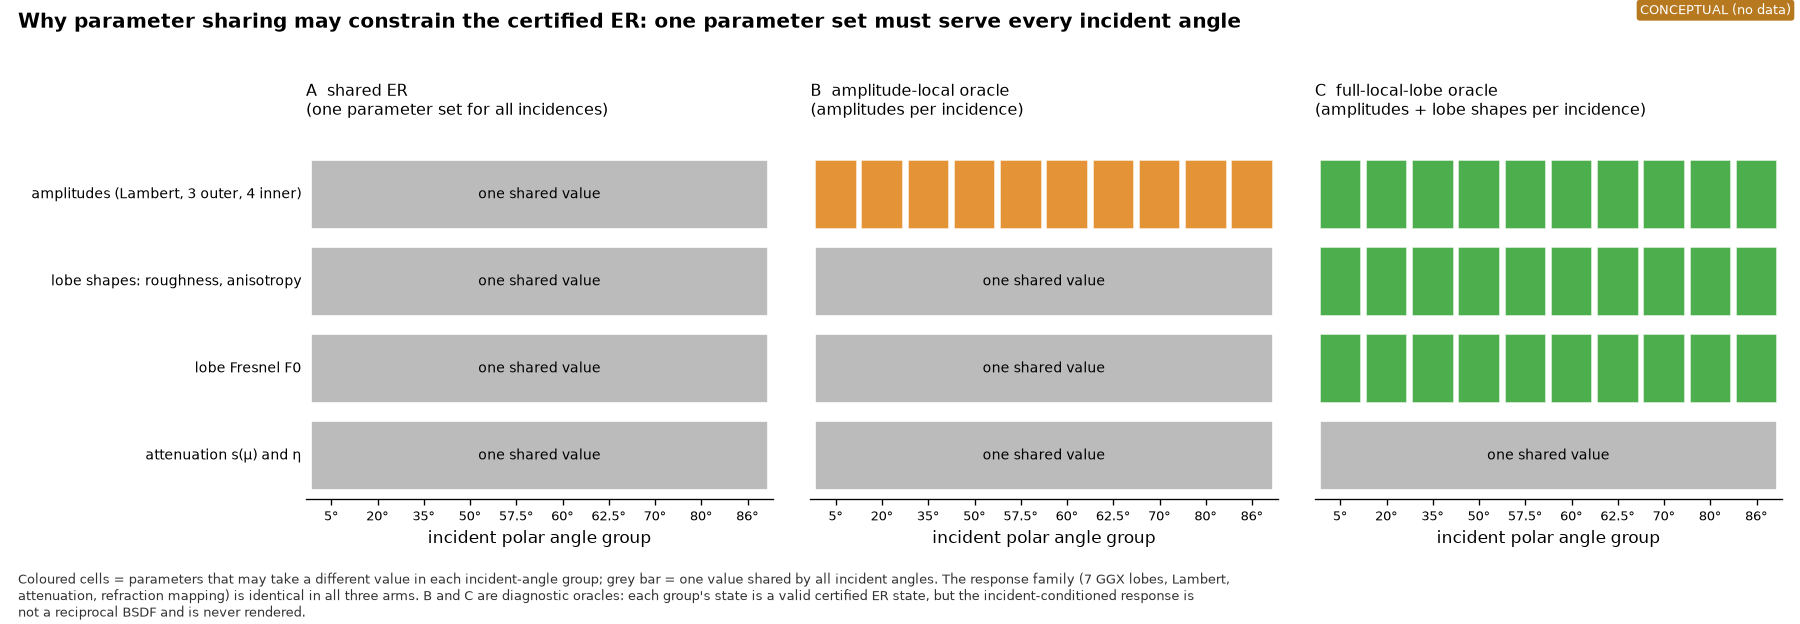 Why parameter sharing may constrain the certified ER: one parameter set must serve every incident angle
CONCEPTUAL (no data)
A shared ER
(one parameter set for all incidences)
B amplitude-local oracle
(amplitudes per incidence)
C full-local-lobe oracle
(amplitudes + lobe shapes per incidence)
amplitudes (Lambert, 3 outer, 4 inner)
one shared value
lobe shapes: roughness, anisotropy
one shared value
one shared value
lobe Fresnel F0
one shared value
one shared value
attenuation s(μ) and η
one shared value
one shared value
one shared value
5° 20° 35° 50° 57.5° 60° 62.5° 70° 80° 86°
5° 20° 35° 50° 57.5° 60° 62.5° 70° 80° 86°
5° 20° 35° 50° 57.5° 60° 62.5° 70° 80° 86°
incident polar angle group
incident polar angle group
incident polar angle group
Coloured cells = parameters that may take a different value in each incident-angle group; grey bar = one value shared by all incident angles. The response family (7 GGX lobes, Lambert,
attenuation, refraction mapping) is identical in all three arms. B and C are diagnostic oracles: each group's state is a valid certified ER state, but the incident-conditioned response is
not a reciprocal BSDF and is never rendered.